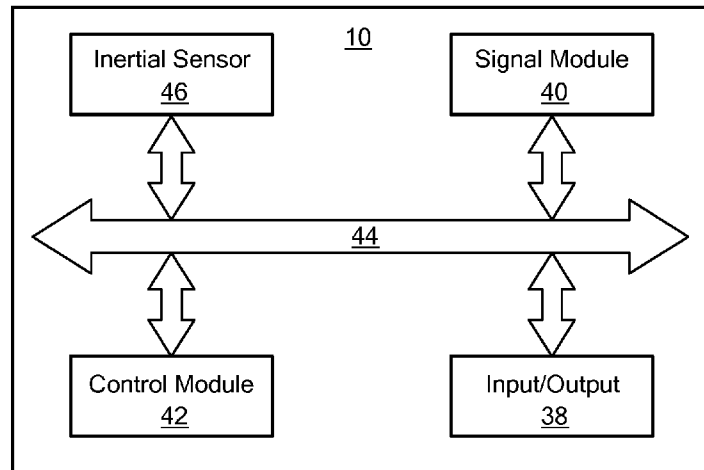 10
Inertial Sensor
46
Signal Module
40
44
Control Module
42
Input/Output
38